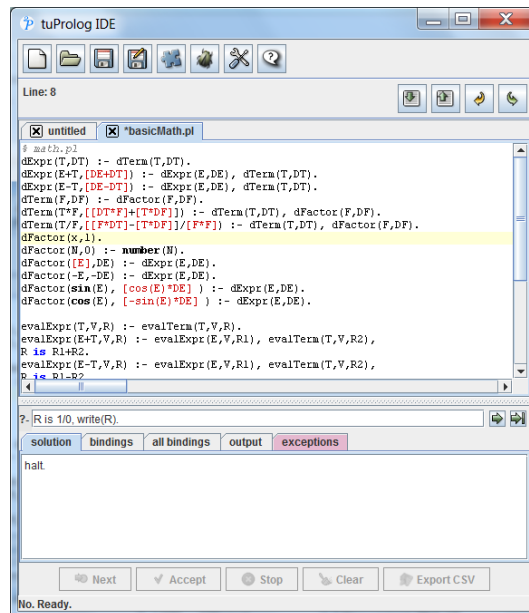 tuProlog IDE
Line: 8
untitled *basicMath.pl
% math.pl
dExpr(T,DT) :- dTerm(T,DT).
dExpr(E+T,[DE+DT]) :- dExpr(E,DE), dTerm(T,DT).
dExpr(E-T,[DE-DT]) :- dExpr(E,DE), dTerm(T,DT).
dTerm(F,DF) :- dFactor(F,DF).
dTerm(T*F,[[DT*F]+[T*DF]]) :- dTerm(T,DT), dFactor(F,DF).
dTerm(T/F,[[F*DT]-[T*DF]]/[F*F]) :- dTerm(T,DT), dFactor(F,DF).
dFactor(x,1).
dFactor(N,0) :- number(N).
dFactor([E],DE) :- dExpr(E,DE).
dFactor(-E,-DE) :- dExpr(E,DE).
dFactor(sin(E), [cos(E)*DE] ) :- dExpr(E,DE).
dFactor(cos(E), [-sin(E)*DE] ) :- dExpr(E,DE).
evalExpr(T,V,R) :- evalTerm(T,V,R).
evalExpr(E+T,V,R) :- evalExpr(E,V,R1), evalTerm(T,V,R2),
R is R1+R2.
evalExpr(E-T,V,R) :- evalExpr(E,V,R1), evalTerm(T,V,R2),
R is R1-R2
?- R is 1/0, write(R).
solution bindings all bindings output exceptions
halt.
Next Accept Stop Clear Export CSV
No. Ready.